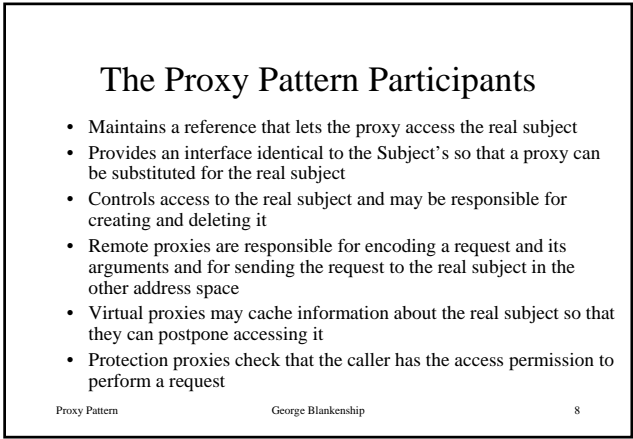 The Proxy Pattern Participants
• Maintains a reference that lets the proxy access the real subject
• Provides an interface identical to the Subject's so that a proxy can
be substituted for the real subject
• Controls access to the real subject and may be responsible for
creating and deleting it
• Remote proxies are responsible for encoding a request and its
arguments and for sending the request to the real subject in the
other address space
• Virtual proxies may cache information about the real subject so that
they can postpone accessing it
• Protection proxies check that the caller has the access permission to
perform a request
Proxy Pattern George Blankenship 8